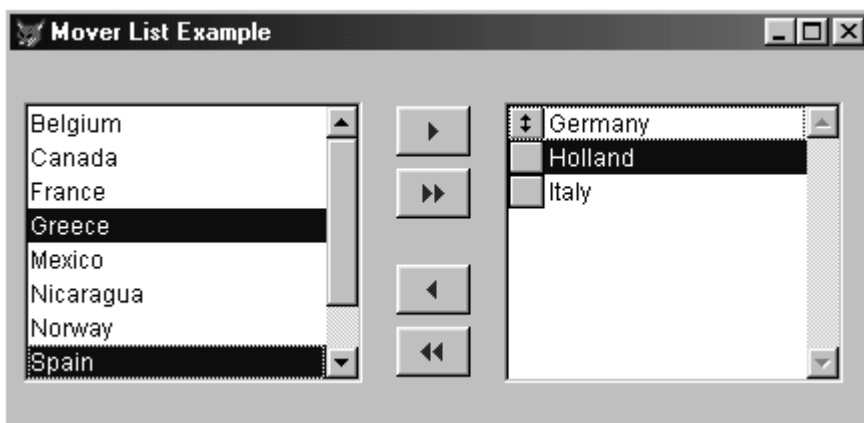 Mover List Example
Belgium
Canada
France
Greece
Mexico
Nicaragua
Norway
Spain
Germany
Holland
Italy